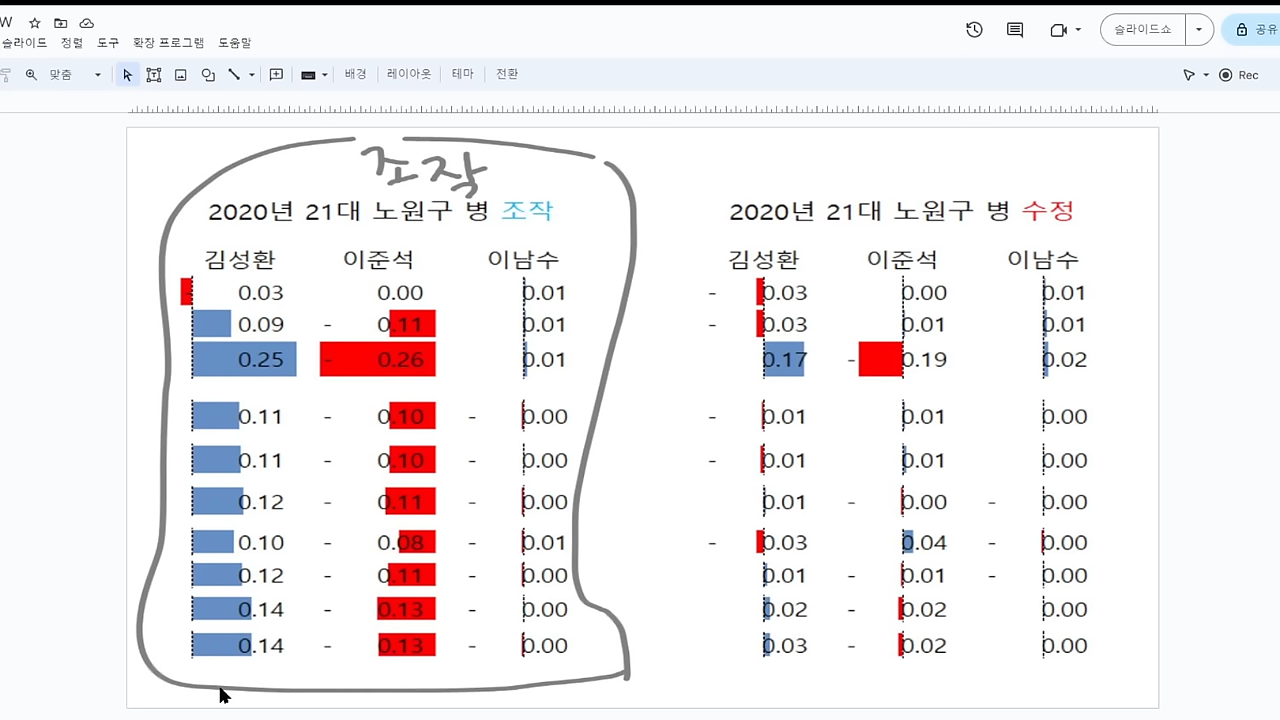 W
슬라이드 정렬 도구 확장 프로그램 도움말
슬라이드쇼
공유
맞춤
배경 레이아웃 테마 전환
Rec
조작
2020년 21대 노원구 병 조작
김성환 이준석 이남수
- 0.03 0.00 0.01
0.09 - 0.11 0.01
0.25 - 0.26 0.01
0.11 - 0.10 - 0.00
0.11 - 0.10 - 0.00
0.12 - 0.11 - 0.00
0.10 - 0.08 - 0.01
0.12 - 0.11 - 0.00
0.14 - 0.13 - 0.00
0.14 - 0.13 - 0.00
2020년 21대 노원구 병 수정
김성환 이준석 이남수
- 0.03 0.00 0.01
- 0.03 0.01 0.01
0.17 - 0.19 0.02
- 0.01 0.01 0.00
- 0.01 0.01 0.00
0.01 - 0.00 - 0.00
- 0.03 0.04 - 0.00
0.01 - 0.01 - 0.00
0.02 - 0.02 0.00
0.03 - 0.02 0.00